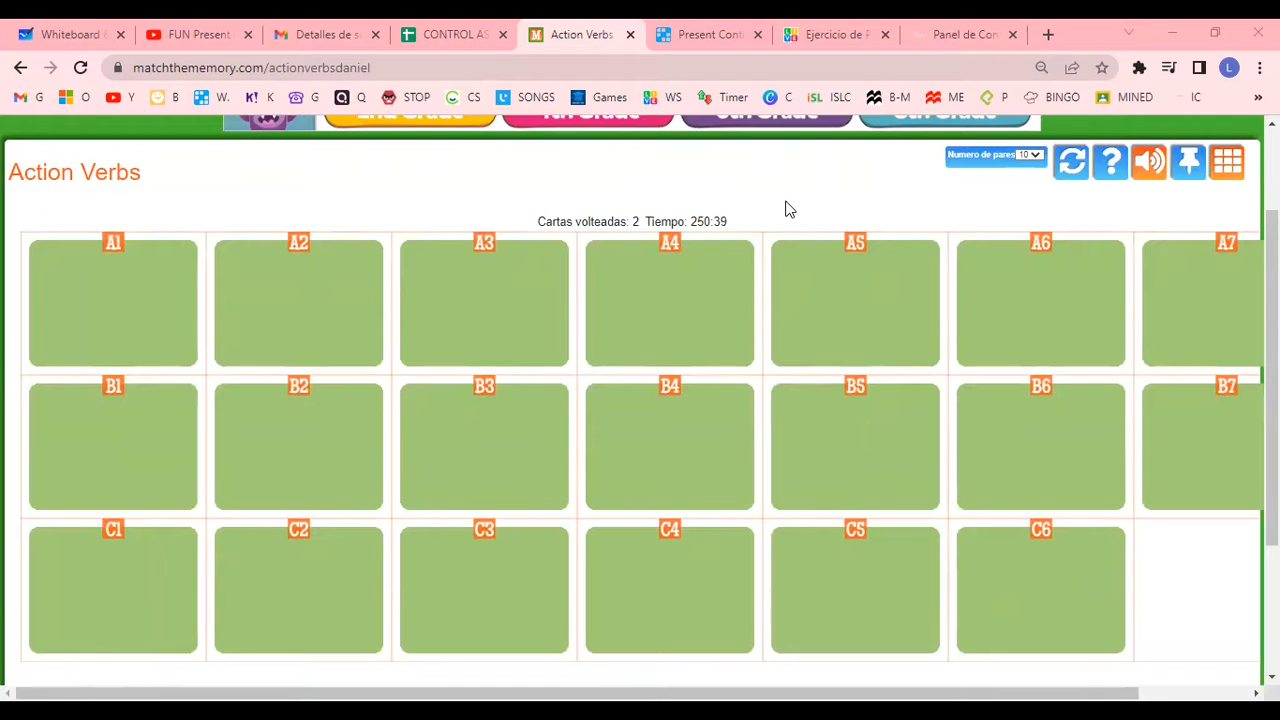 Whiteboard
FUN Present
Detalles de s
CONTROL AS
Action Verbs
Present Cont
Ejercicio de P
Panel de Con
matchthememory.com/actionverbsdaniel
L
G
O
Y
B
W.
K!
K
G
Q
STOP
CS
SONGS
Games
WS
Timer
C
iSL
ISLC
B-M
ME
P
BINGO
MINED
IC
»
Action Verbs
Numero de pares 10
Cartas volteadas: 2 Tiempo: 250:39
A1 A2 A3 A4 A5 A6 A7
B1 B2 B3 B4 B5 B6 B7
C1 C2 C3 C4 C5 C6